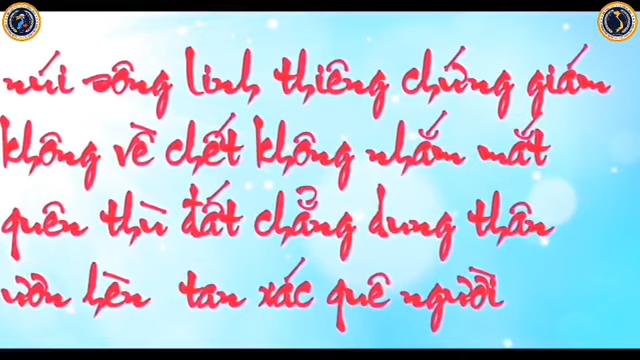 núi sông linh thiêng chứng giám
không về chết không nhắm mắt
quên thù đất chẳng dung thân
ươn hèn tan xác quê người